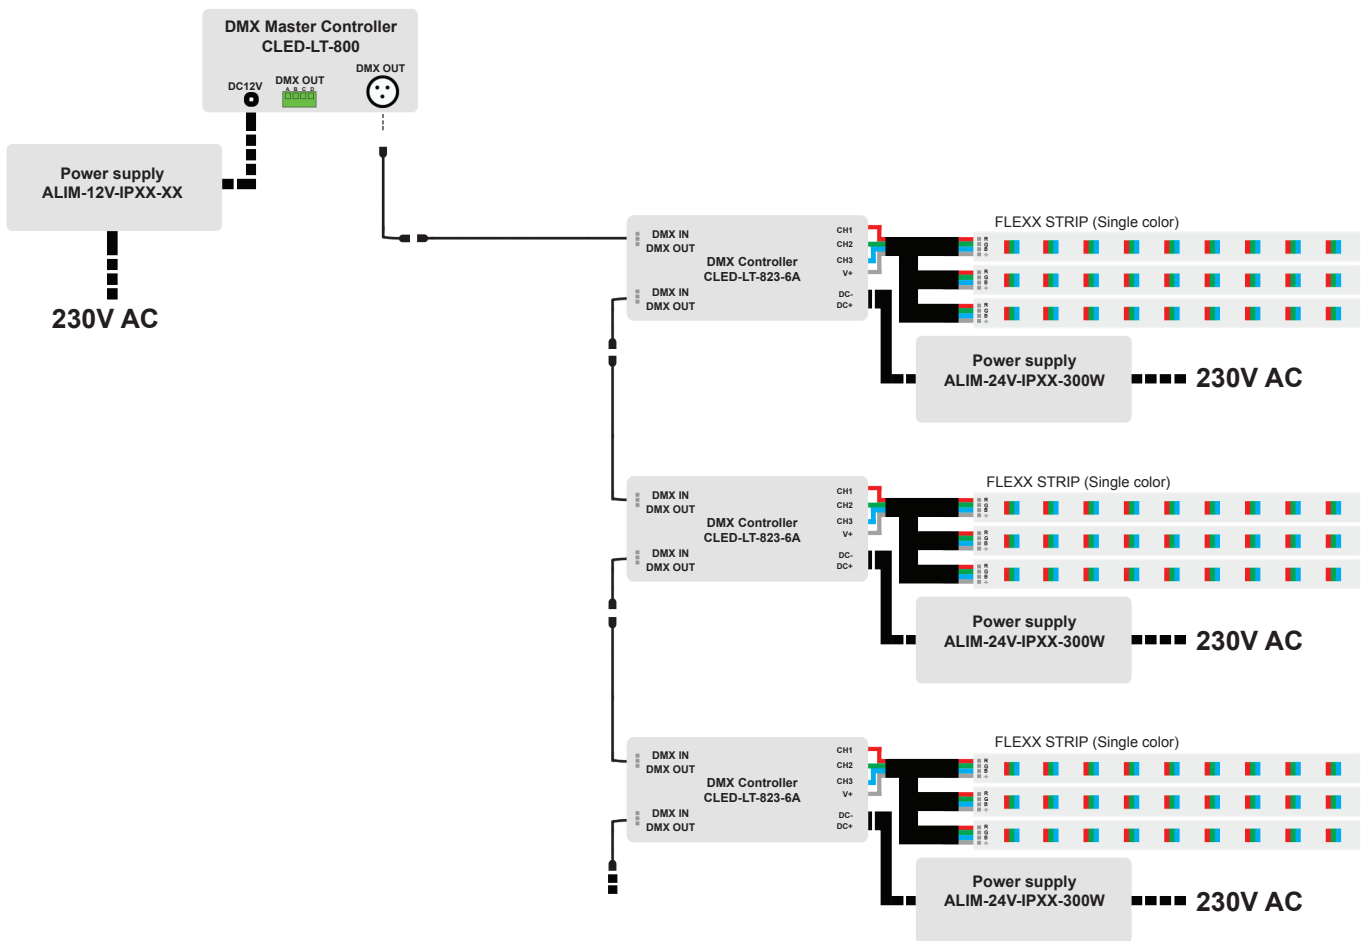 DMX Master Controller
CLED-LT-800
DMX OUT
DMX OUT
DC12V
A B C D
Power supply
ALIM-12V-IPXX-XX
230V AC
FLEXX STRIP (Single color)
DMX IN
DMX OUT
DMX Controller
CLED-LT-823-6A
DMX IN
DMX OUT
CH1
CH2
CH3
V+
DC-
DC+
R
G
B
+
R
G
B
+
R
G
B
+
Power supply
ALIM-24V-IPXX-300W
230V AC
FLEXX STRIP (Single color)
DMX IN
DMX OUT
DMX Controller
CLED-LT-823-6A
DMX IN
DMX OUT
CH1
CH2
CH3
V+
DC-
DC+
R
G
B
+
R
G
B
+
R
G
B
+
Power supply
ALIM-24V-IPXX-300W
230V AC
FLEXX STRIP (Single color)
DMX IN
DMX OUT
DMX Controller
CLED-LT-823-6A
DMX IN
DMX OUT
CH1
CH2
CH3
V+
DC-
DC+
R
G
B
+
R
G
B
+
R
G
B
+
Power supply
ALIM-24V-IPXX-300W
230V AC